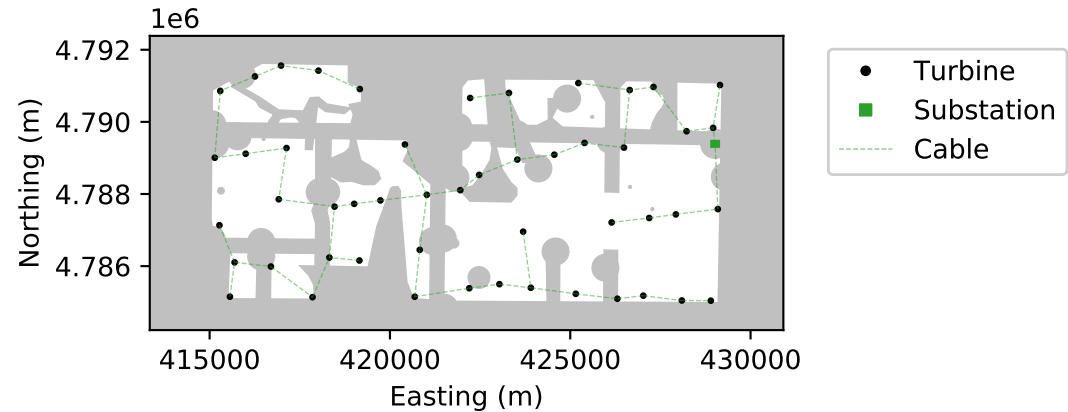 1e6
4.792
4.790
4.788
4.786
Northing (m)
415000 420000 425000 430000
Easting (m)
Turbine
Substation
Cable